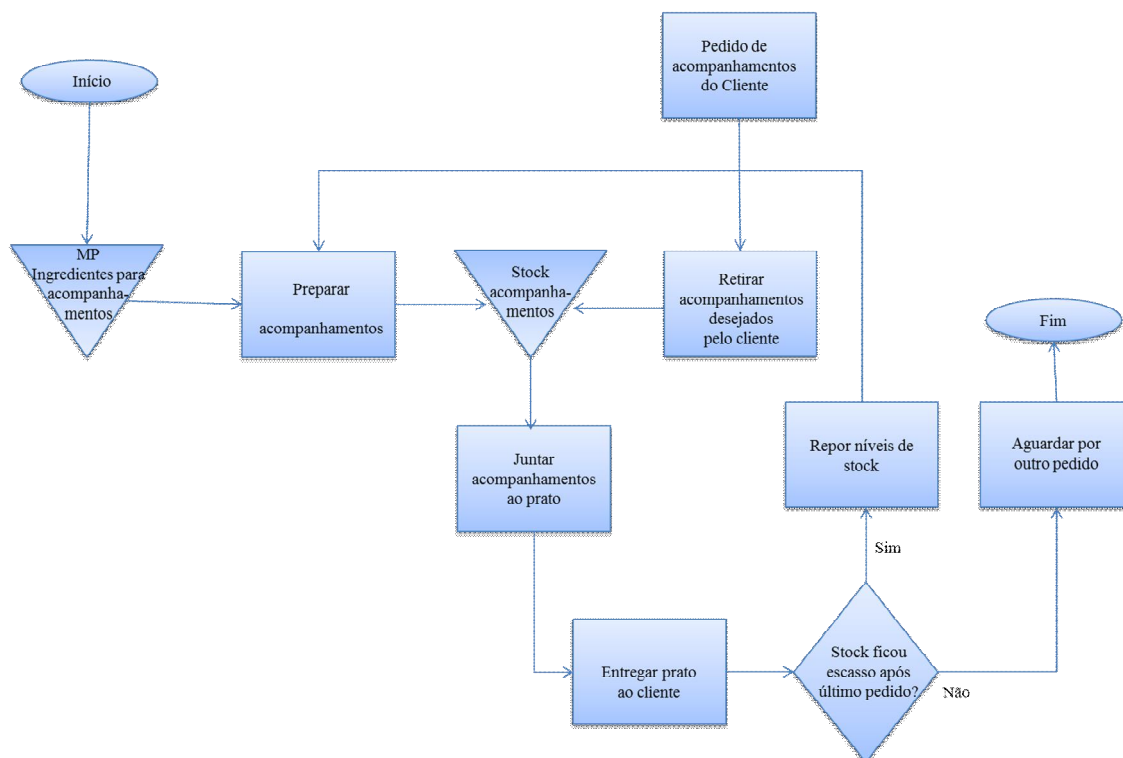 Pedido de
acompanhamentos
do Cliente
Início
MP
Ingredientes para
acompanha-
mentos
Preparar
acompanhamentos
Stock
acompanha-
mentos
Retirar
acompanhamentos
desejados
pelo cliente
Fim
Juntar
acompanhamentos
ao prato
Repor níveis de
stock
Aguardar por
outro pedido
Sim
Entregar prato
ao cliente
Stock ficou
escasso após
último pedido?
Não